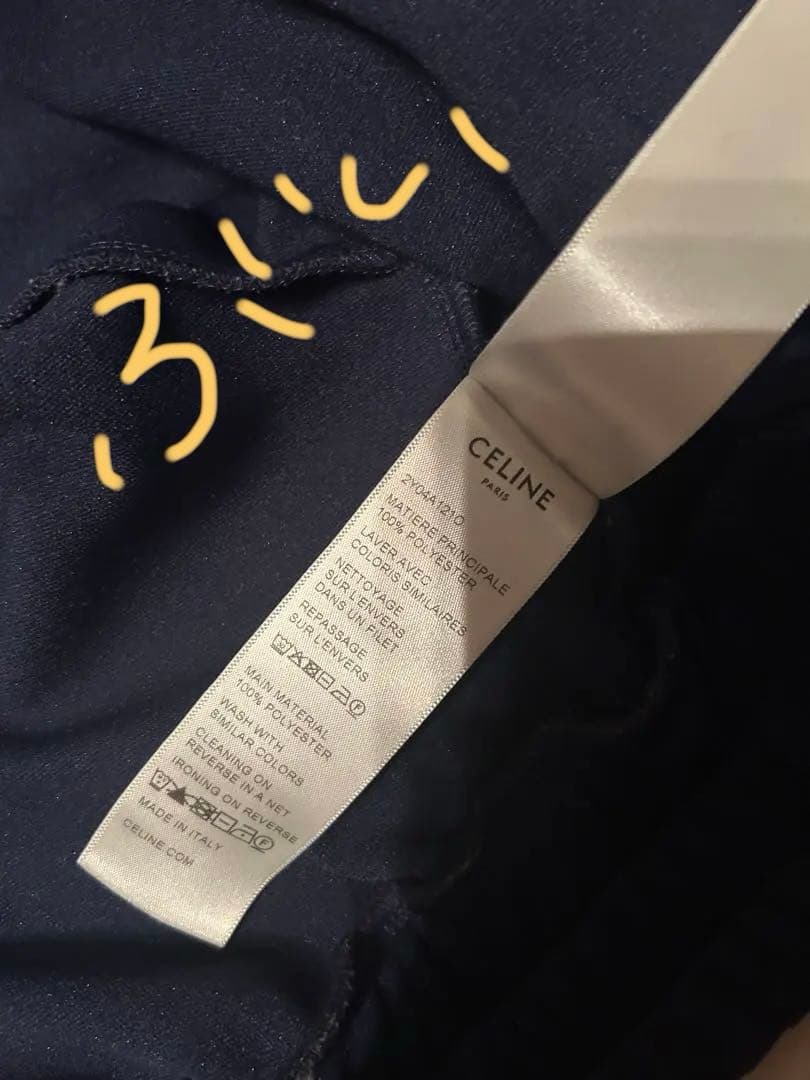 CELINE
PARIS
2Y04A121O
MATIERE PRINCIPALE
100% POLYESTER
LAVER AVEC
COLORIS SIMILAIRES
NETTOYAGE
SUR L'ENVERS
DANS UN FILET
REPASSAGE
SUR L'ENVERS
MAIN MATERIAL
100% POLYESTER
WASH WITH
SIMILAR COLORS
CLEANING ON
REVERSE IN A NET
IRONING ON REVERSE
MADE IN ITALY
CELINE.COM